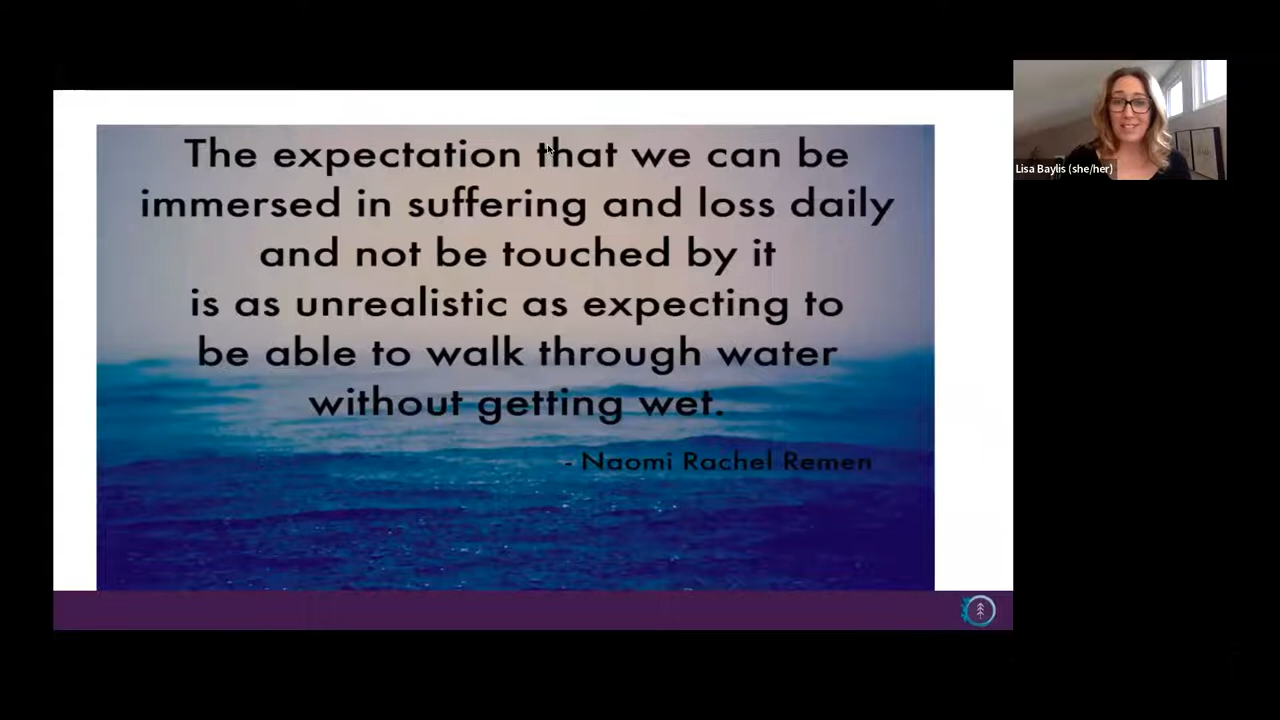 The expectation that we can be
immersed in suffering and loss daily
and not be touched by it
is as unrealistic as expecting to
be able to walk through water
without getting wet.
- Naomi Rachel Remen
Lisa Baylis (she/her)